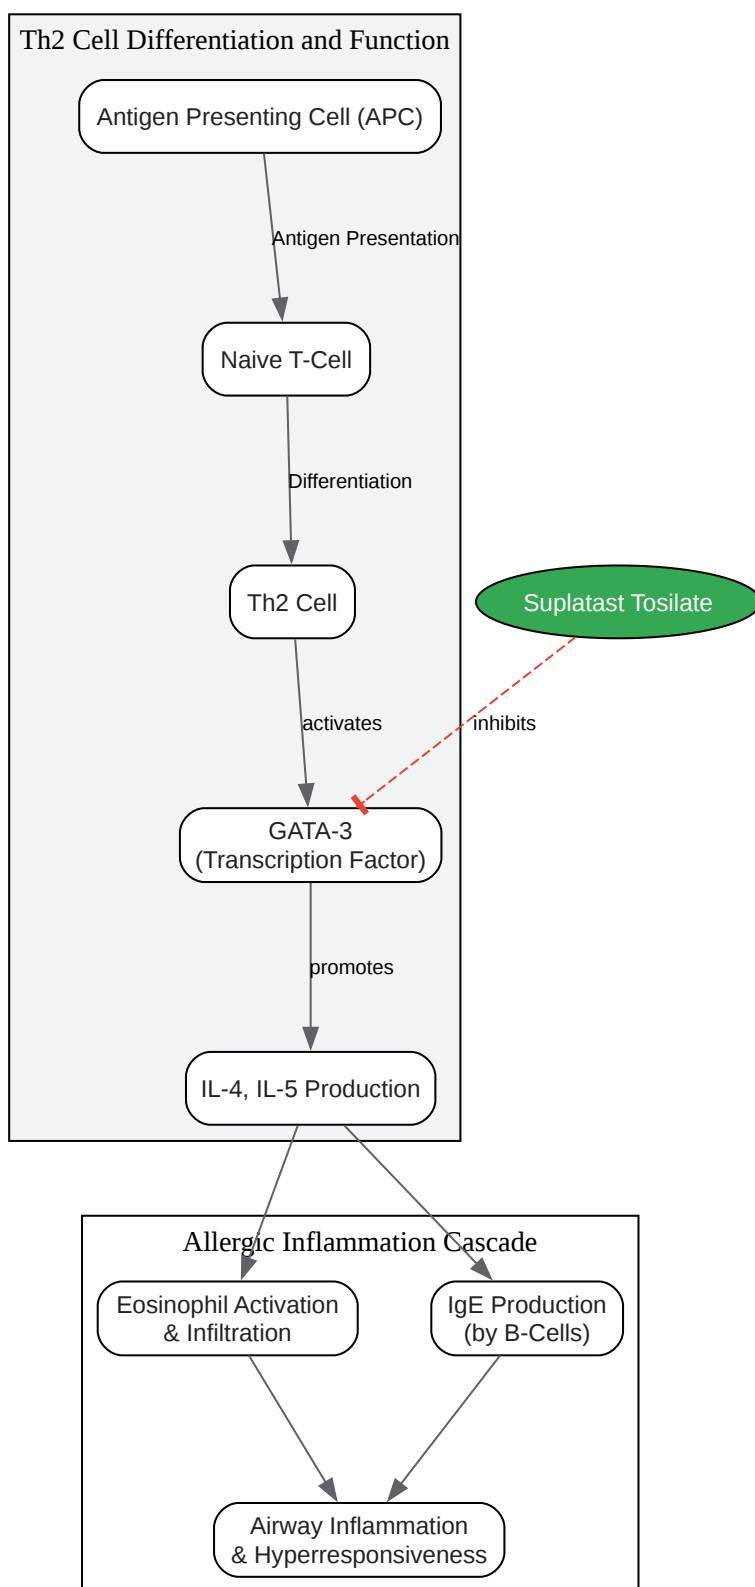 Th2 Cell Differentiation and Function
Antigen Presenting Cell (APC)
Antigen Presentation
Naive T-Cell
Differentiation
Th2 Cell
Suplatast Tosilate
activates
inhibits
GATA-3
(Transcription Factor)
promotes
IL-4, IL-5 Production
Allergic Inflammation Cascade
Eosinophil Activation
& Infiltration
IgE Production
(by B-Cells)
Airway Inflammation
& Hyperresponsiveness